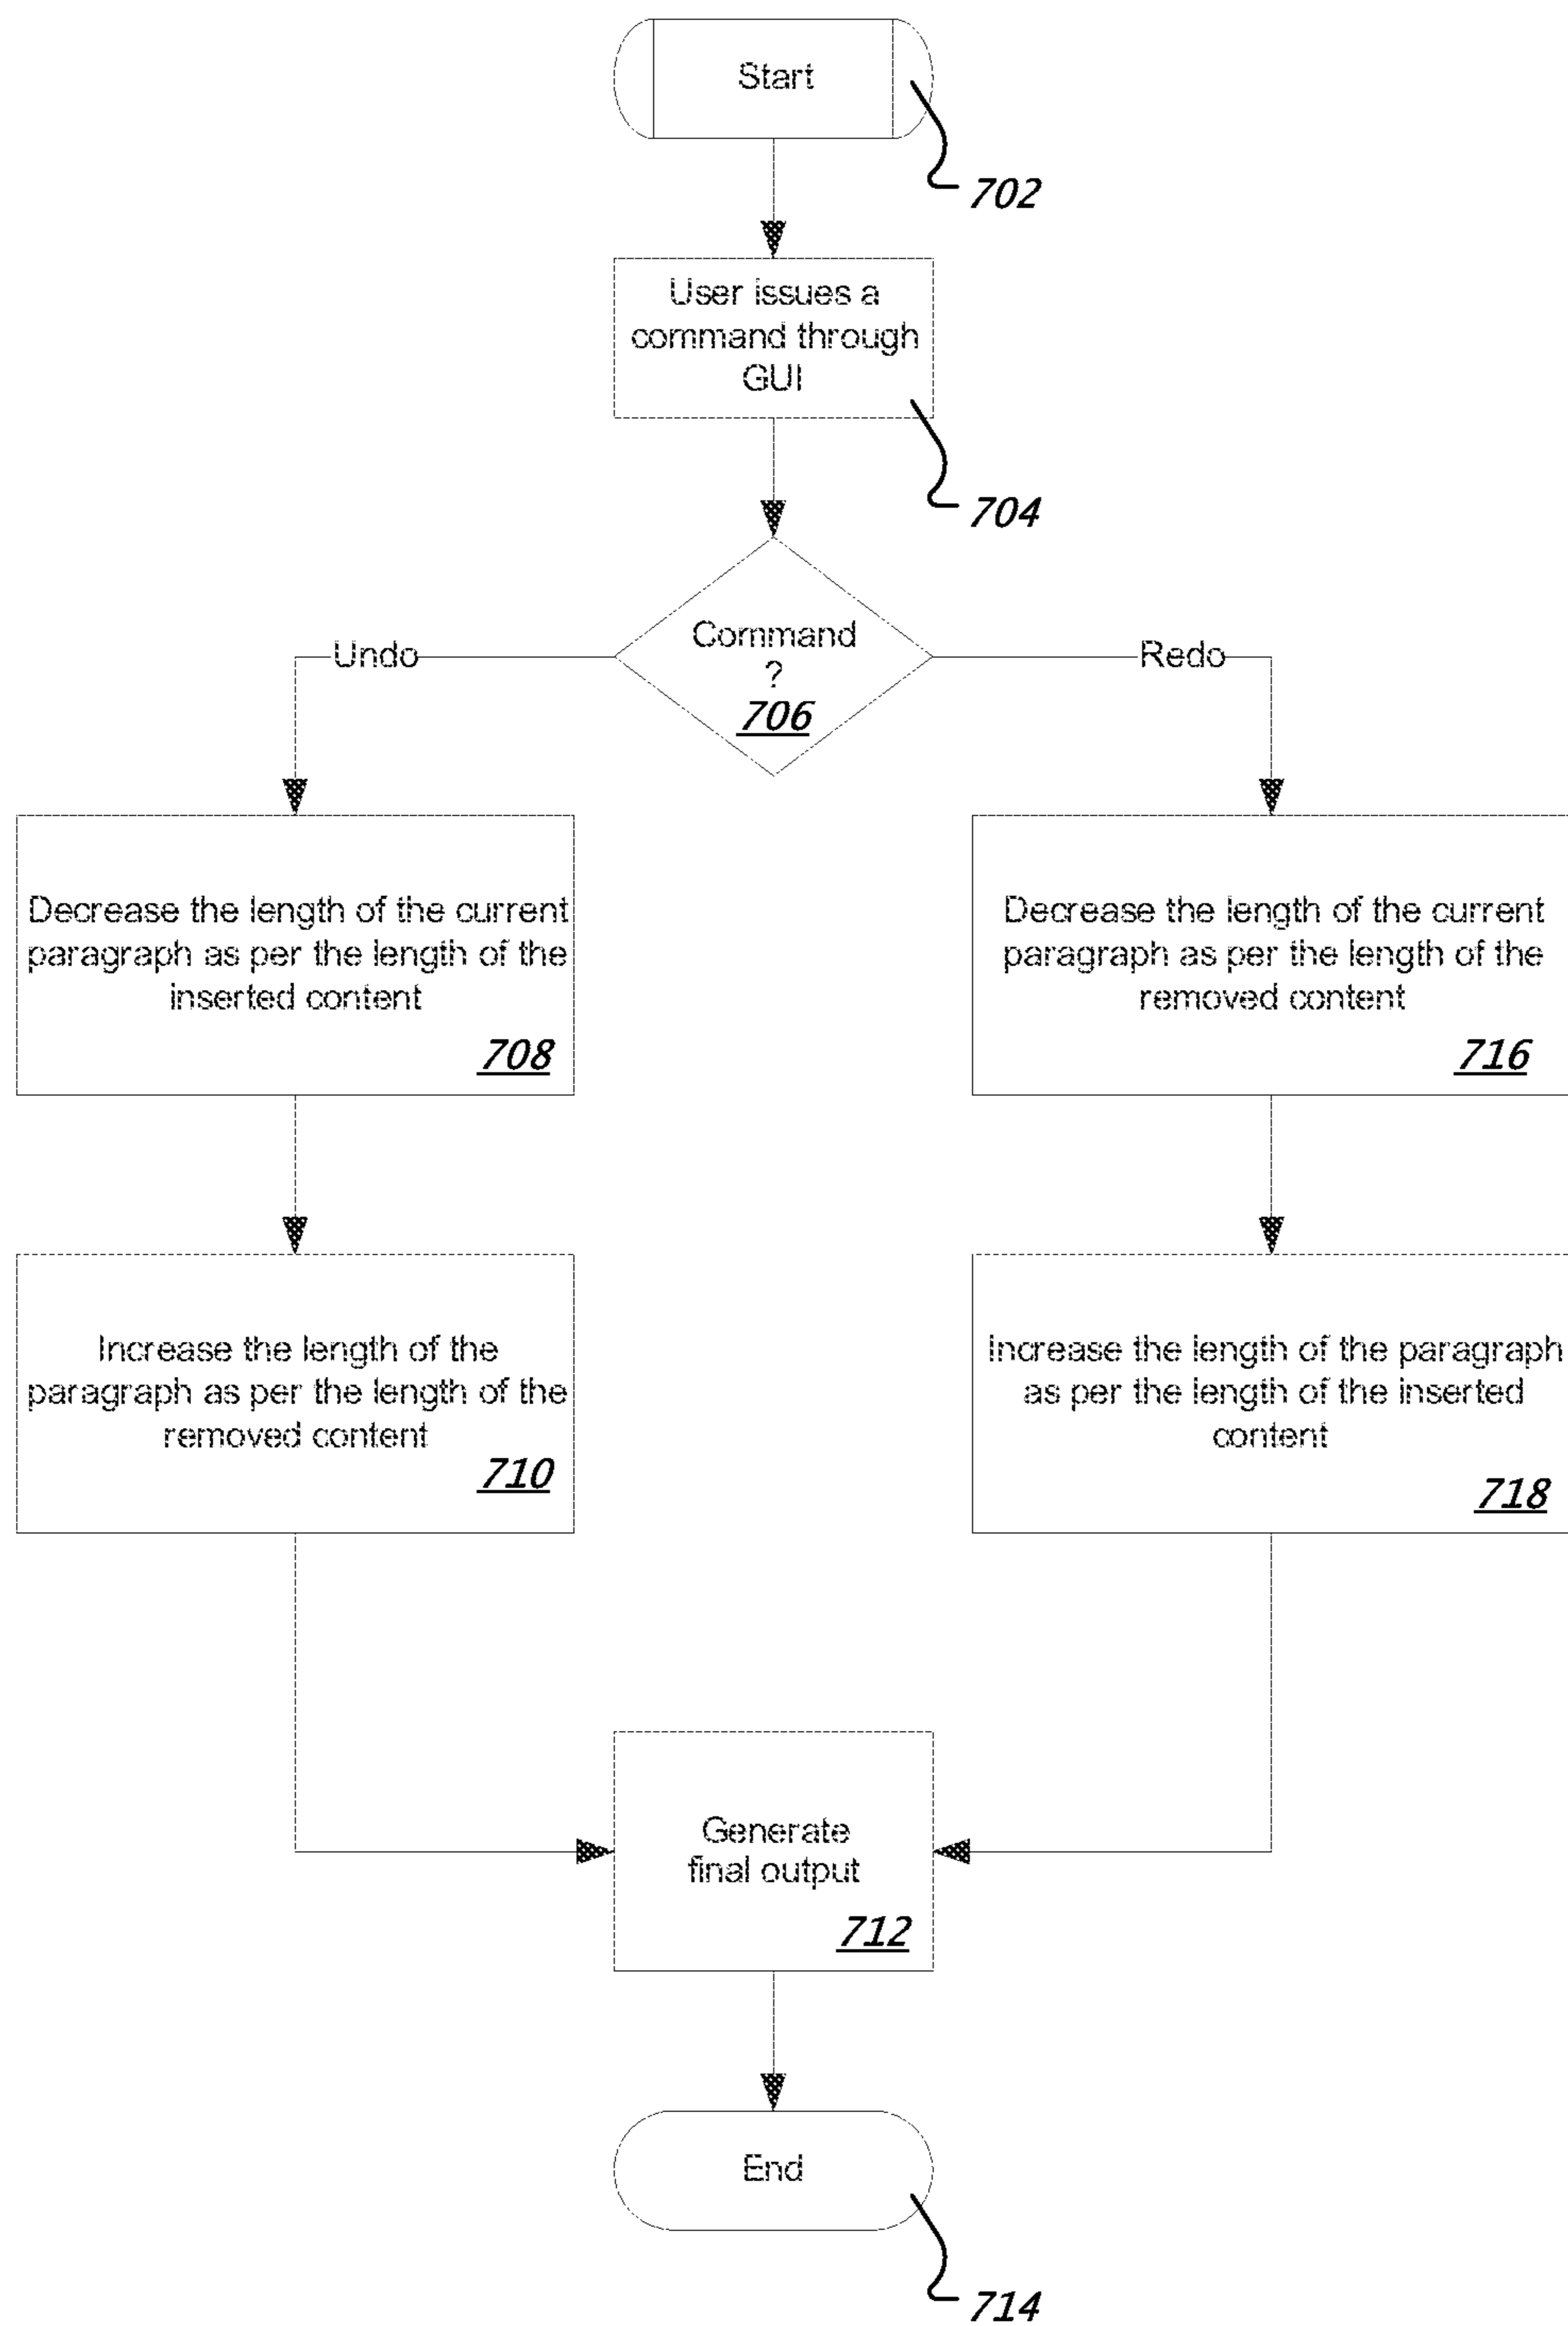 Start
702
User issues a
command through
GUI
704
Command
?
706
Undo
Redo
Decrease the length of the current
paragraph as per the length of the
inserted content
708
Decrease the length of the current
paragraph as per the length of the
removed content
716
Increase the length of the
paragraph as per the length of the
removed content
710
Increase the length of the paragraph
as per the length of the inserted
content
718
Generate
final output
712
End
714